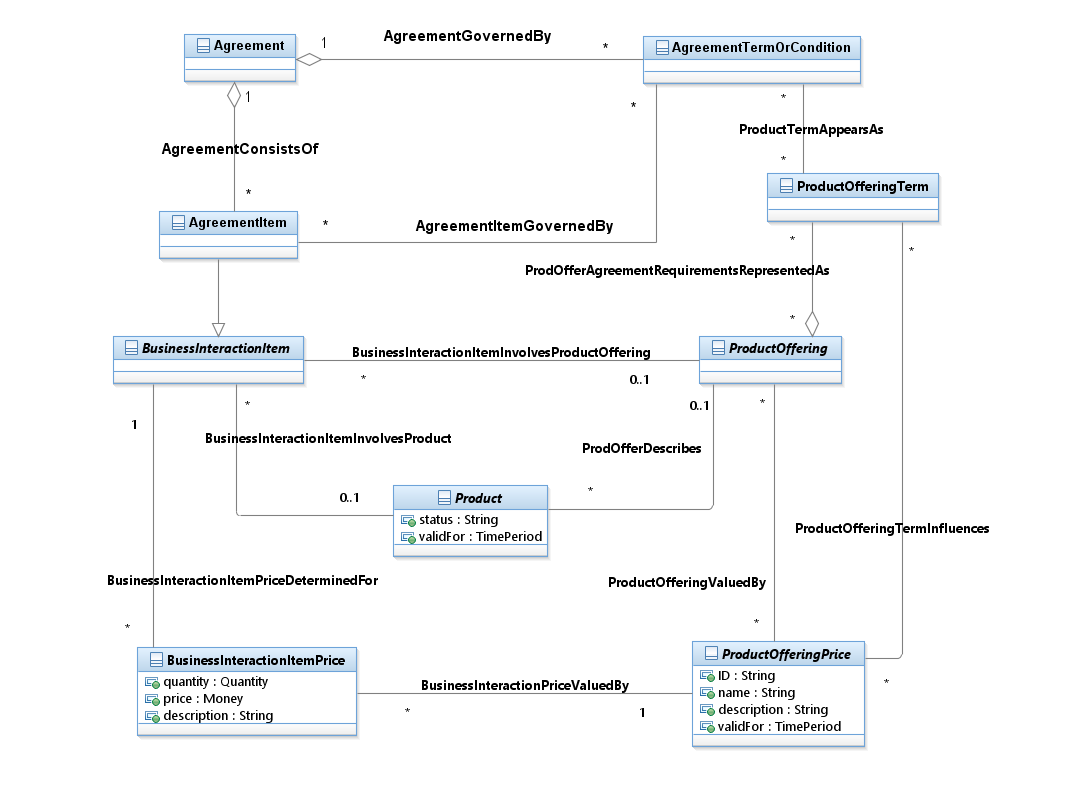 AgreementGovernedBy
Agreement
1
*
AgreementTermOrCondition
1
*
*
ProductTermAppearsAs
AgreementConsistsOf
*
ProductOfferingTerm
*
AgreementItem
*
AgreementItemGovernedBy
*
*
ProdOfferAgreementRequirementsRepresentedAs
*
BusinessInteractionItem
BusinessInteractionItemInvolvesProductOffering
ProductOffering
*
0..1
*
0..1
*
1
BusinessInteractionItemInvolvesProduct
ProdOfferDescribes
0..1
Product
*
status : String
validFor : TimePeriod
ProductOfferingTermInfluences
BusinessInteractionItemPriceDeterminedFor
ProductOfferingValuedBy
*
*
BusinessInteractionItemPrice
ProductOfferingPrice
quantity : Quantity
price : Money
description : String
BusinessInteractionPriceValuedBy
*
1
ID : String
name : String
description : String
validFor : TimePeriod
*